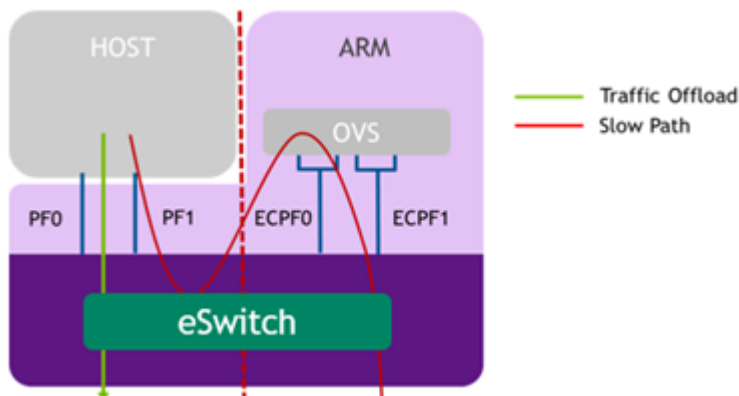 HOST
ARM
Traffic Offload
Slow Path
OVS
PF0
PF1
ECPF0
ECPF1
eSwitch